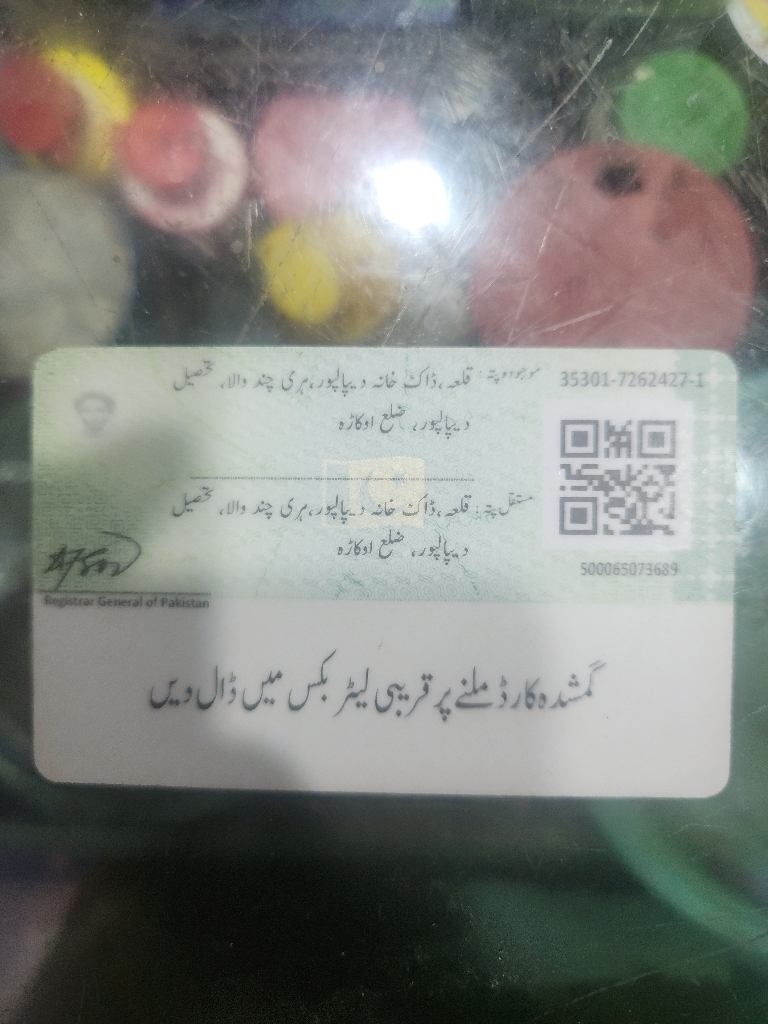 موجودہ پتہ: قلعہ، ڈاک خانہ دیپالپور، ہری چند والا، تحصیل
دیپالپور، ضلع اوکاڑہ
35301-7262427-1
مستقل پتہ: قلعہ، ڈاک خانہ دیپالپور، ہری چند والا، تحصیل
دیپالپور، ضلع اوکاڑہ
500065073689
Registrar General of Pakistan
گمشدہ کارڈ ملنے پر قریبی لیٹر بکس میں ڈال دیں